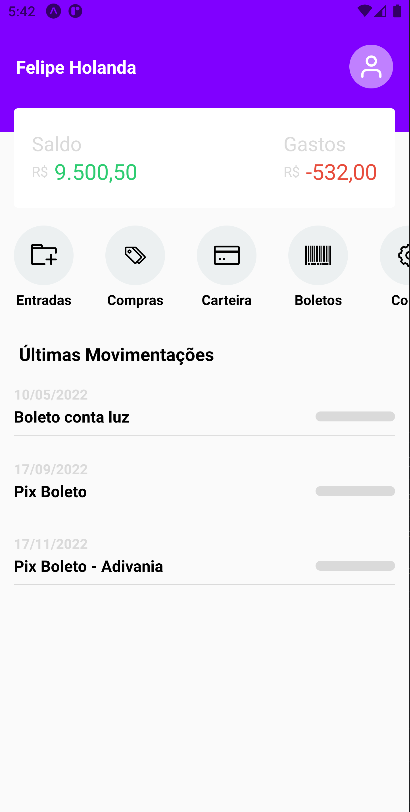 5:42
Felipe Holanda
Saldo
Gastos
R$ 9.500,50
R$ -532,00
Entradas
Compras
Carteira
Boletos
Co
Últimas Movimentações
10/05/2022
Boleto conta luz
17/09/2022
Pix Boleto
17/11/2022
Pix Boleto - Adivania